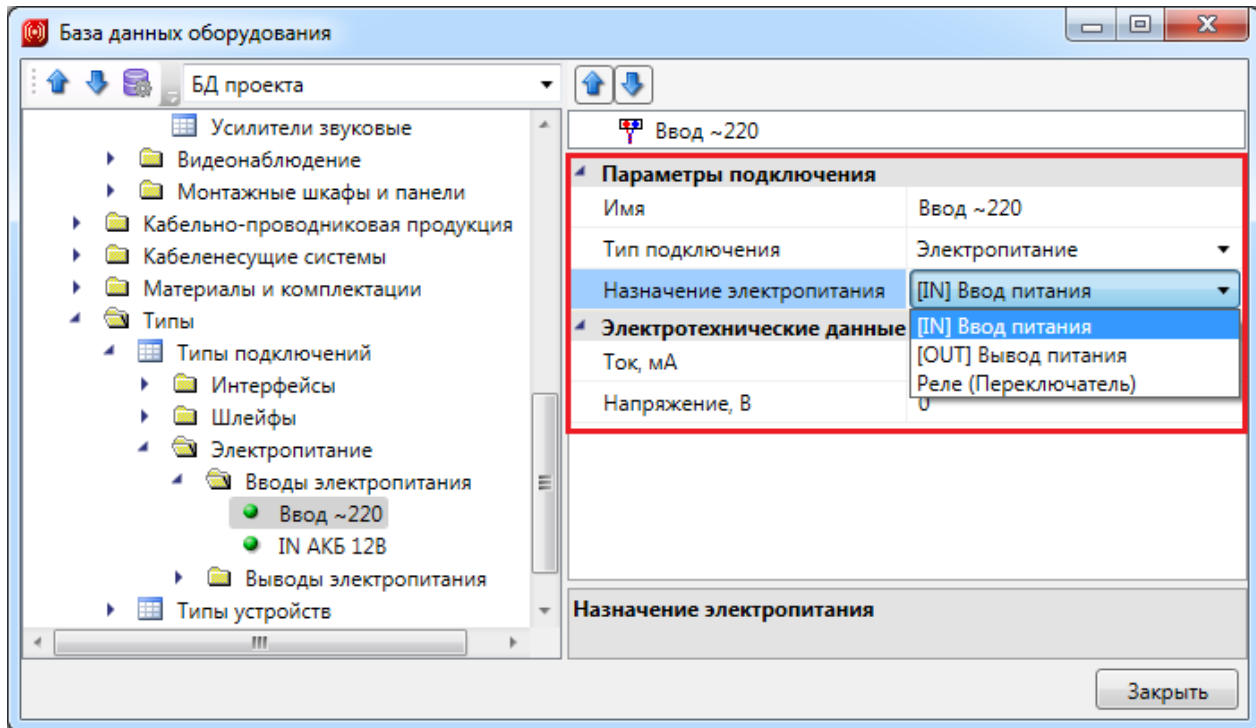 База данных оборудования
БД проекта
Усилители звуковые
Видеонаблюдение
Монтажные шкафы и панели
Кабельно-проводниковая продукция
Кабеленесущие системы
Материалы и комплектации
Типы
Типы подключений
Интерфейсы
Шлейфы
Электропитание
Вводы электропитания
Ввод ~220
IN АКБ 12В
Выводы электропитания
Типы устройств
Ввод ~220
Параметры подключения
Имя Ввод ~220
Тип подключения Электропитание
Назначение электропитания [IN] Ввод питания
[IN] Ввод питания
[OUT] Вывод питания
Реле (Переключатель)
Электротехнические данные
Ток, мА
Напряжение, В 0
Назначение электропитания
Закрыть